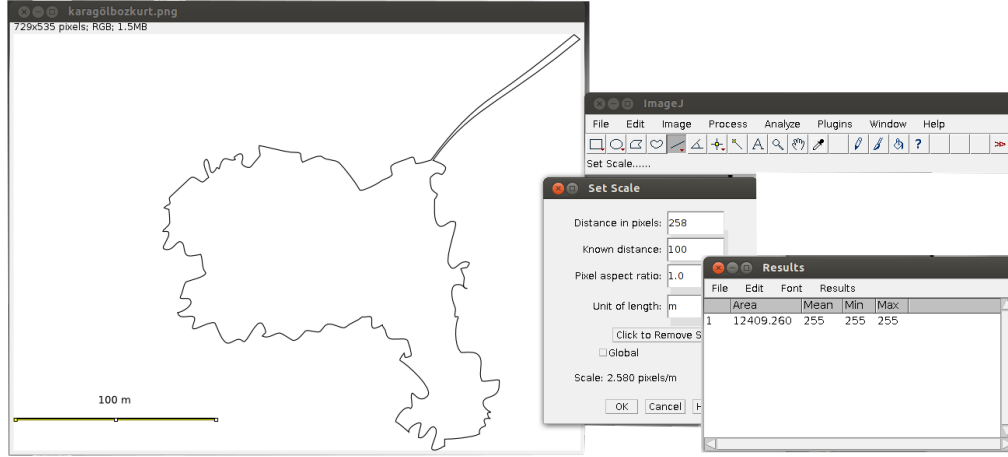 karagölbozkurt.png
729x535 pixels; RGB; 1.5MB
100 m
ImageJ
File Edit Image Process Analyze Plugins Window Help
A ?
Set Scale......
Set Scale
Distance in pixels: 258
Known distance: 100
Pixel aspect ratio: 1.0
Unit of length: m
Click to Remove S
Global
Scale: 2.580 pixels/m
OK Cancel H
Results
File Edit Font Results
Area Mean Min Max
1 12409.260 255 255 255